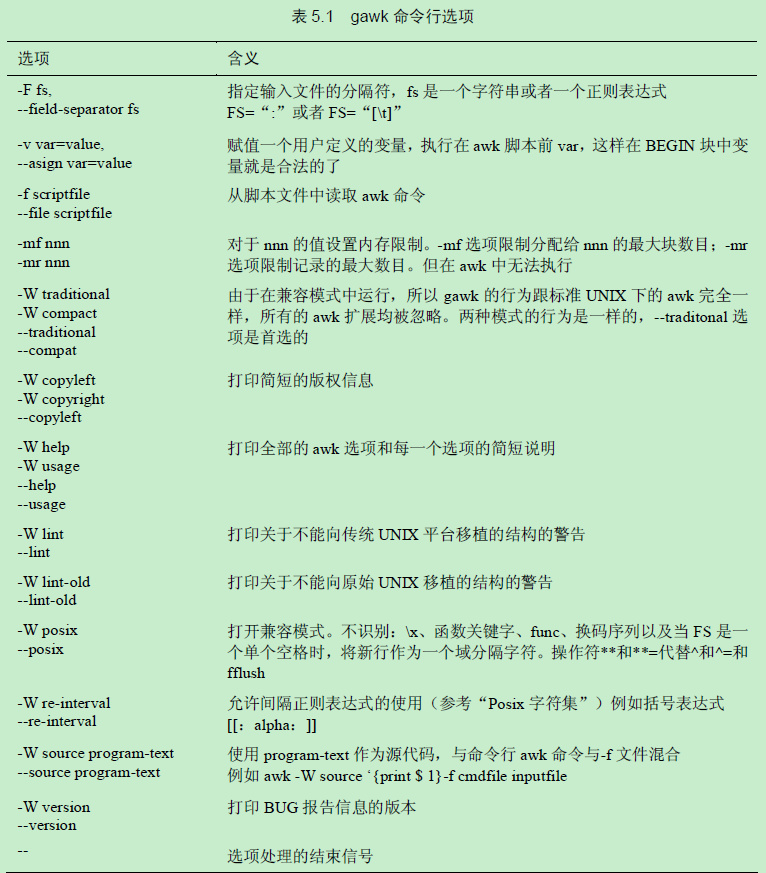 表 5.1 gawk 命令行选项
选项 含义
-F fs, 指定输入文件的分隔符，fs 是一个字符串或者一个正则表达式
--field-separator fs FS=“:”或者 FS=“[\t]”
-v var=value, 赋值一个用户定义的变量，执行在 awk 脚本前 var，这样在 BEGIN 块中变
--asign var=value 量就是合法的了
-f scriptfile 从脚本文件中读取 awk 命令
--file scriptfile
-mf nnn 对于 nnn 的值设置内存限制。-mf 选项限制分配给 nnn 的最大块数目；-mr
-mr nnn 选项限制记录的最大数目。但在 awk 中无法执行
-W traditional 由于在兼容模式中运行，所以 gawk 的行为跟标准 UNIX 下的 awk 完全一
-W compact 样，所有的 awk 扩展均被忽略。两种模式的行为是一样的，--traditonal 选
--traditional 项是首选的
--compat
-W copyleft 打印简短的版权信息
-W copyright
--copyleft
-W help 打印全部的 awk 选项和每一个选项的简短说明
-W usage
--help
--usage
-W lint 打印关于不能向传统 UNIX 平台移植的结构的警告
--lint
-W lint-old 打印关于不能向原始 UNIX 移植的结构的警告
--lint-old
-W posix 打开兼容模式。不识别：\x、函数关键字、func、换码序列以及当 FS 是一
--posix 个单个空格时，将新行作为一个域分隔字符。操作符**和**=代替^和^=和
fflush
-W re-interval 允许间隔正则表达式的使用（参考“Posix 字符集”）例如括号表达式
--re-interval [[：alpha：]]
-W source program-text 使用 program-text 作为源代码，与命令行 awk 命令与-f 文件混合
--source program-text 例如 awk -W source ‘{print $ 1}-f cmdfile inputfile
-W version 打印 BUG 报告信息的版本
--version
-- 选项处理的结束信号